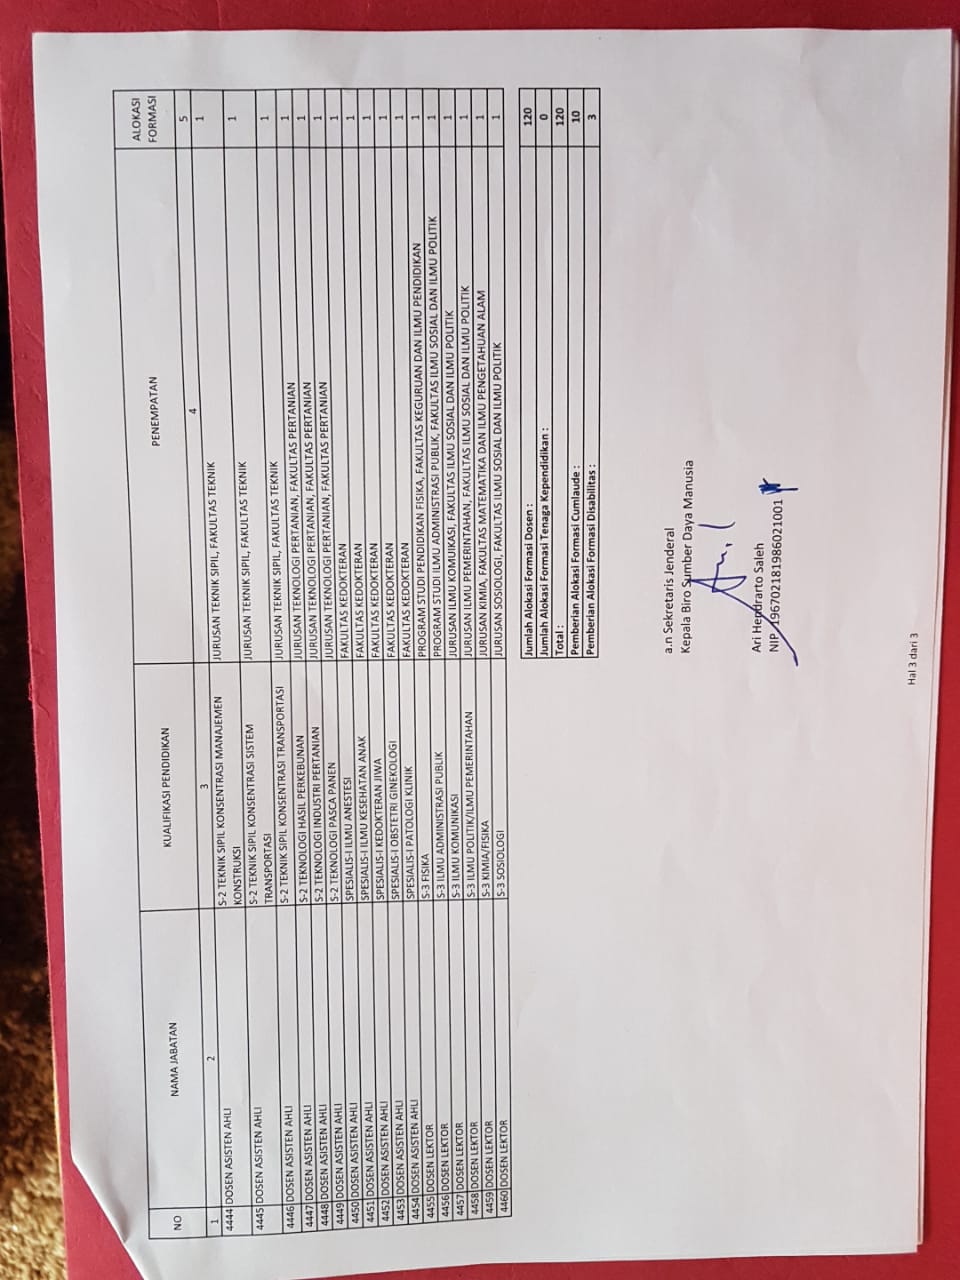 NO NAMA JABATAN KUALIFIKASI PENDIDIKAN PENEMPATAN ALOKASI FORMASI
1 2 3 4 5
4444 DOSEN ASISTEN AHLI S-2 TEKNIK SIPIL KONSENTRASI MANAJEMEN KONSTRUKSI JURUSAN TEKNIK SIPIL, FAKULTAS TEKNIK 1
4445 DOSEN ASISTEN AHLI S-2 TEKNIK SIPIL KONSENTRASI SISTEM TRANSPORTASI JURUSAN TEKNIK SIPIL, FAKULTAS TEKNIK 1
4446 DOSEN ASISTEN AHLI S-2 TEKNIK SIPIL KONSENTRASI TRANSPORTASI JURUSAN TEKNIK SIPIL, FAKULTAS TEKNIK 1
4447 DOSEN ASISTEN AHLI S-2 TEKNOLOGI HASIL PERKEBUNAN JURUSAN TEKNOLOGI PERTANIAN, FAKULTAS PERTANIAN 1
4448 DOSEN ASISTEN AHLI S-2 TEKNOLOGI INDUSTRI PERTANIAN JURUSAN TEKNOLOGI PERTANIAN, FAKULTAS PERTANIAN 1
4449 DOSEN ASISTEN AHLI S-2 TEKNOLOGI PASCA PANEN JURUSAN TEKNOLOGI PERTANIAN, FAKULTAS PERTANIAN 1
4450 DOSEN ASISTEN AHLI SPESIALIS-I ILMU ANESTESI FAKULTAS KEDOKTERAN 1
4451 DOSEN ASISTEN AHLI SPESIALIS-I ILMU KESEHATAN ANAK FAKULTAS KEDOKTERAN 1
4452 DOSEN ASISTEN AHLI SPESIALIS-I KEDOKTERAN JIWA FAKULTAS KEDOKTERAN 1
4453 DOSEN ASISTEN AHLI SPESIALIS-I OBSTETRI GINEKOLOGI FAKULTAS KEDOKTERAN 1
4454 DOSEN ASISTEN AHLI SPESIALIS-I PATOLOGI KLINIK FAKULTAS KEDOKTERAN 1
4455 DOSEN LEKTOR S-3 FISIKA PROGRAM STUDI PENDIDIKAN FISIKA, FAKULTAS KEGURUAN DAN ILMU PENDIDIKAN 1
4456 DOSEN LEKTOR S-3 ILMU ADMINISTRASI PUBLIK PROGRAM STUDI ILMU ADMINISTRASI PUBLIK, FAKULTAS ILMU SOSIAL DAN ILMU POLITIK 1
4457 DOSEN LEKTOR S-3 ILMU KOMUNIKASI JURUSAN ILMU KOMUIKASI, FAKULTAS ILMU SOSIAL DAN ILMU POLITIK 1
4458 DOSEN LEKTOR S-3 ILMU POLITIK/ILMU PEMERINTAHAN JURUSAN ILMU PEMERINTAHAN, FAKULTAS ILMU SOSIAL DAN ILMU POLITIK 1
4459 DOSEN LEKTOR S-3 KIMIA/FISIKA JURUSAN KIMIA, FAKULTAS MATEMATIKA DAN ILMU PENGETAHUAN ALAM 1
4460 DOSEN LEKTOR S-3 SOSIOLOGI JURUSAN SOSIOLOGI, FAKULTAS ILMU SOSIAL DAN ILMU POLITIK 1
Jumlah Alokasi Formasi Dosen : 120
Jumlah Alokasi Formasi Tenaga Kependidikan : 0
Total : 120
Pemberian Alokasi Formasi Cumlaude : 10
Pemberian Alokasi Formasi Disabilitas : 3
a.n Sekretaris Jenderal
Kepala Biro Sumber Daya Manusia
Ari Hendrarto Saleh
NIP. 196702181986021001
Hal 3 dari 3